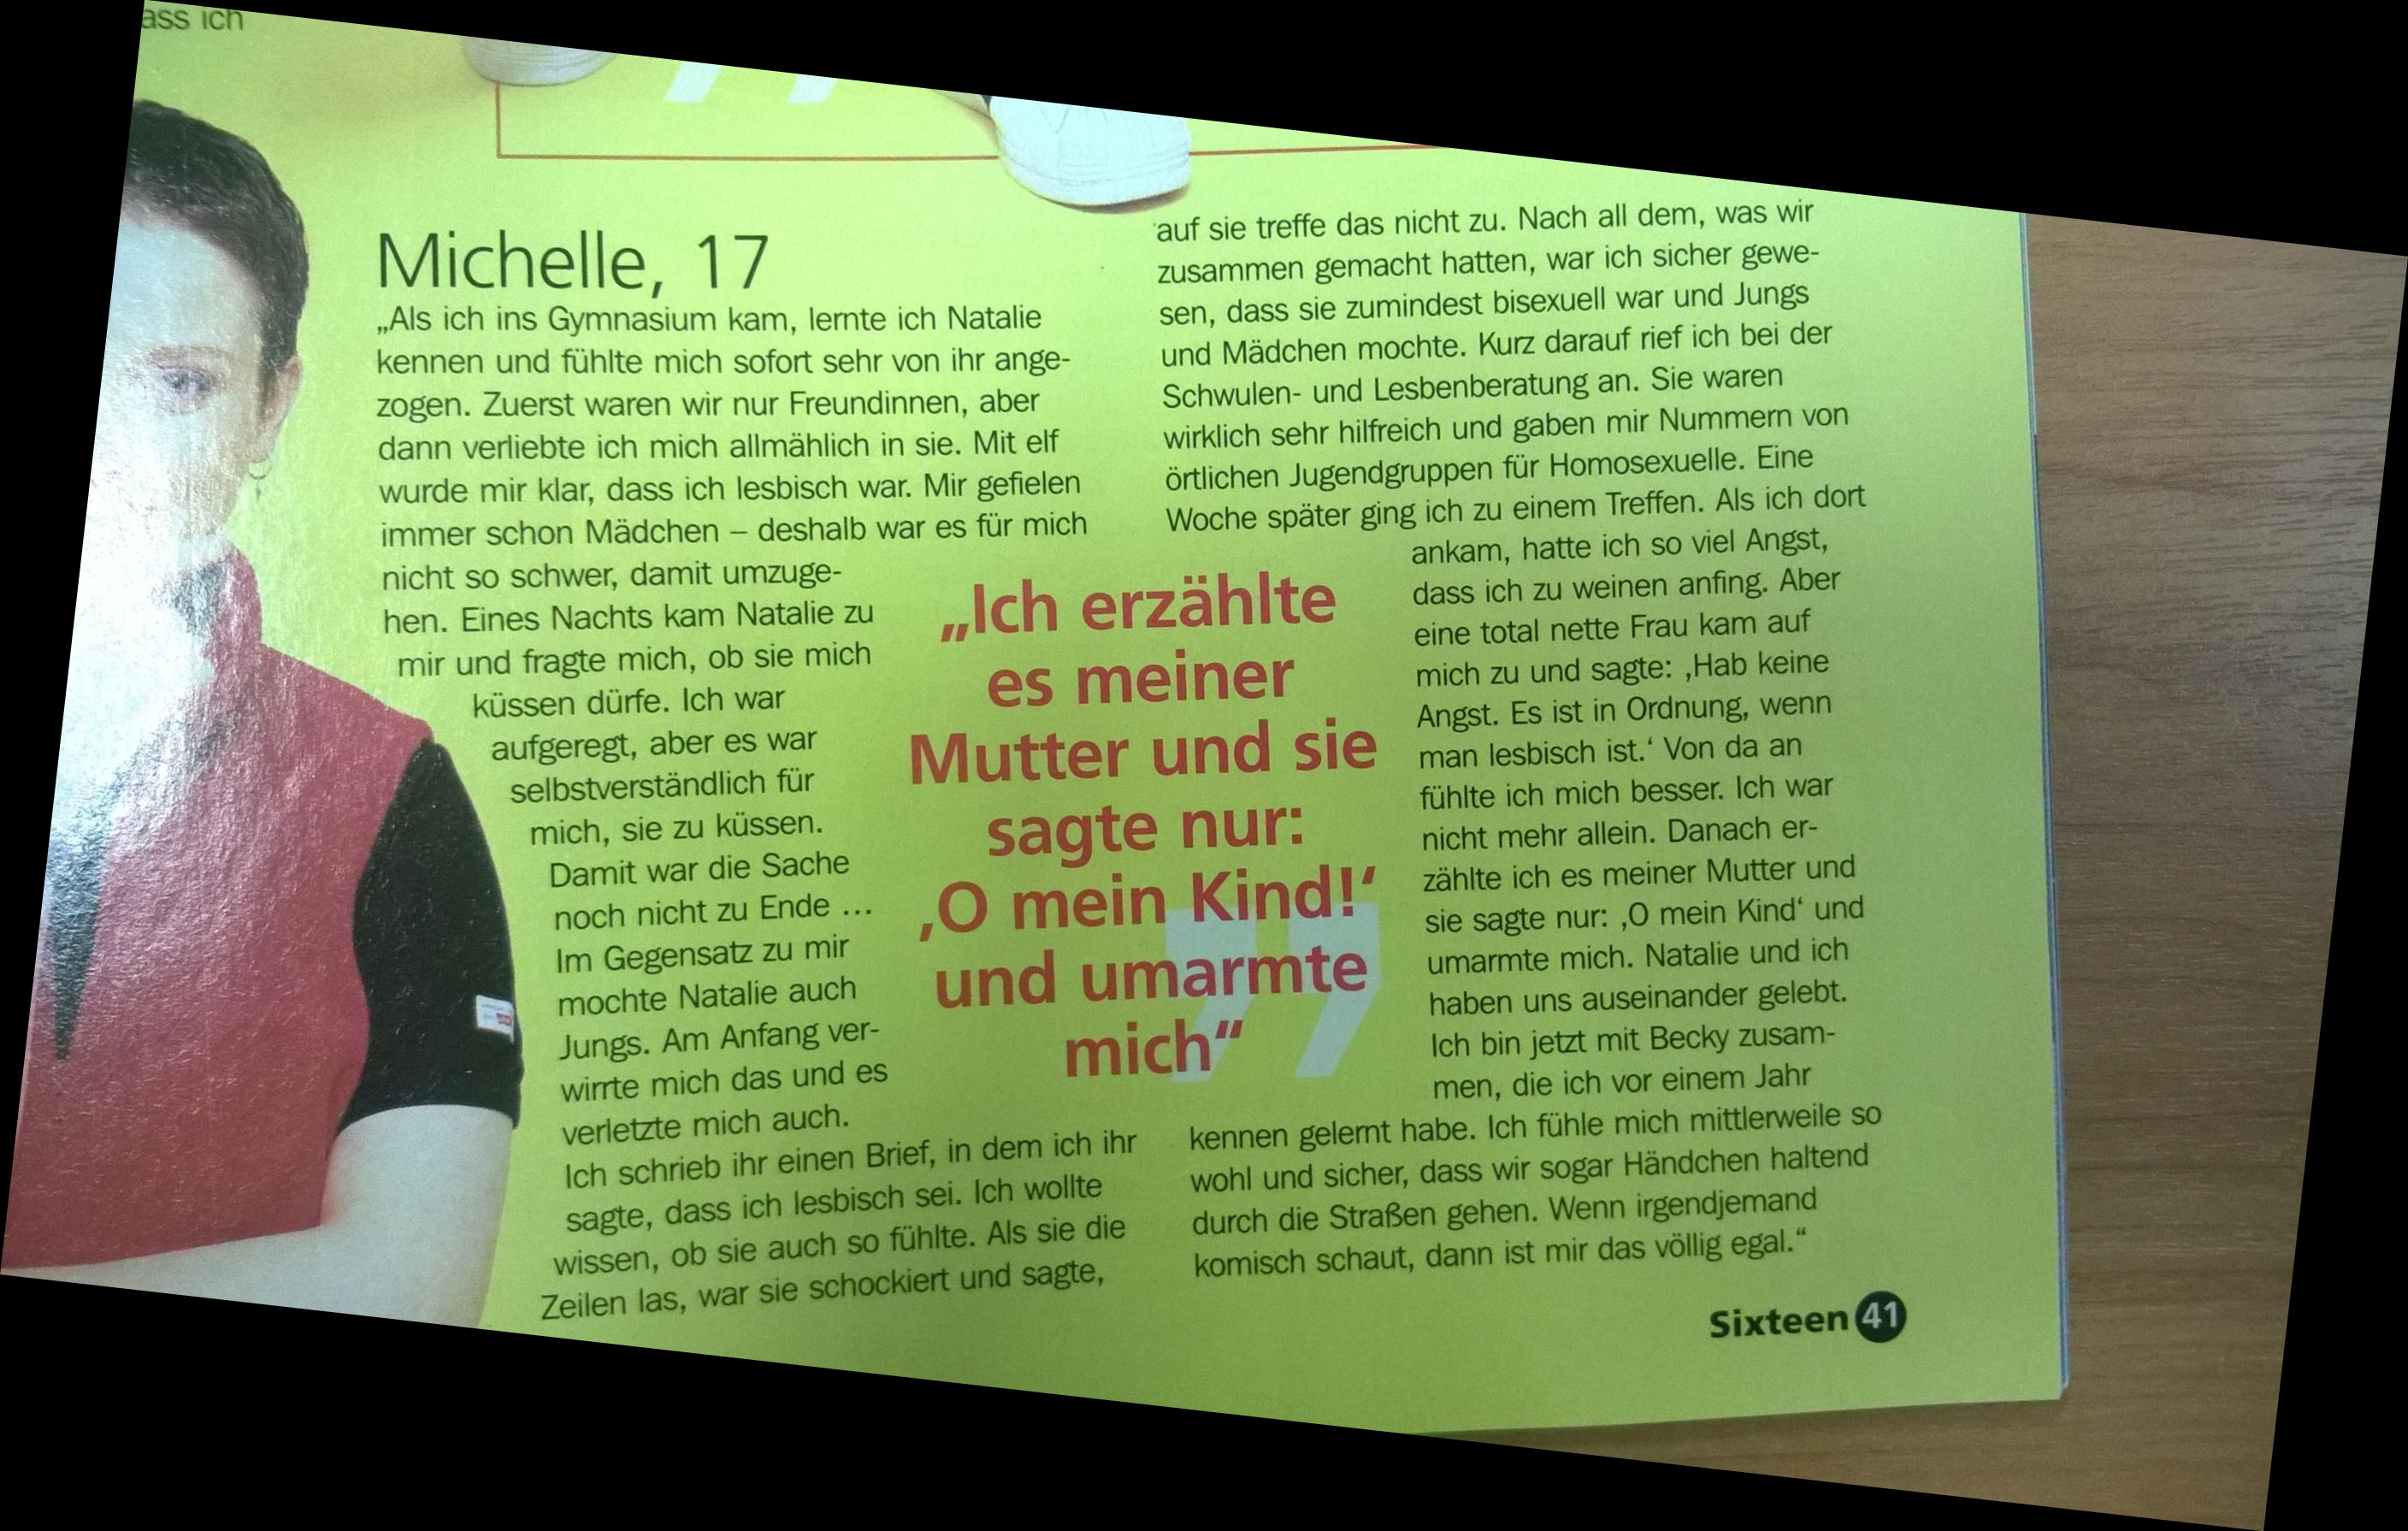 ass ich
Michelle, 17
„Als ich ins Gymnasium kam, lernte ich Natalie
kennen und fühlte mich sofort sehr von ihr ange-
zogen. Zuerst waren wir nur Freundinnen, aber
dann verliebte ich mich allmählich in sie. Mit elf
wurde mir klar, dass ich lesbisch war. Mir gefielen
immer schon Mädchen – deshalb war es für mich
nicht so schwer, damit umzuge-
hen. Eines Nachts kam Natalie zu
mir und fragte mich, ob sie mich
küssen dürfe. Ich war
aufgeregt, aber es war
selbstverständlich für
mich, sie zu küssen.
Damit war die Sache
noch nicht zu Ende ...
Im Gegensatz zu mir
mochte Natalie auch
Jungs. Am Anfang ver-
wirrte mich das und es
verletzte mich auch.
Ich schrieb ihr einen Brief, in dem ich ihr
sagte, dass ich lesbisch sei. Ich wollte
wissen, ob sie auch so fühlte. Als sie die
Zeilen las, war sie schockiert und sagte,
„Ich erzählte
es meiner
Mutter und sie
sagte nur:
‚O mein Kind!‘
und umarmte
mich“
auf sie treffe das nicht zu. Nach all dem, was wir
zusammen gemacht hatten, war ich sicher gewe-
sen, dass sie zumindest bisexuell war und Jungs
und Mädchen mochte. Kurz darauf rief ich bei der
Schwulen- und Lesbenberatung an. Sie waren
wirklich sehr hilfreich und gaben mir Nummern von
örtlichen Jugendgruppen für Homosexuelle. Eine
Woche später ging ich zu einem Treffen. Als ich dort
ankam, hatte ich so viel Angst,
dass ich zu weinen anfing. Aber
eine total nette Frau kam auf
mich zu und sagte: ‚Hab keine
Angst. Es ist in Ordnung, wenn
man lesbisch ist.‘ Von da an
fühlte ich mich besser. Ich war
nicht mehr allein. Danach er-
zählte ich es meiner Mutter und
sie sagte nur: ‚O mein Kind‘ und
umarmte mich. Natalie und ich
haben uns auseinander gelebt.
Ich bin jetzt mit Becky zusam-
men, die ich vor einem Jahr
kennen gelernt habe. Ich fühle mich mittlerweile so
wohl und sicher, dass wir sogar Händchen haltend
durch die Straßen gehen. Wenn irgendjemand
komisch schaut, dann ist mir das völlig egal.“
Sixteen 41